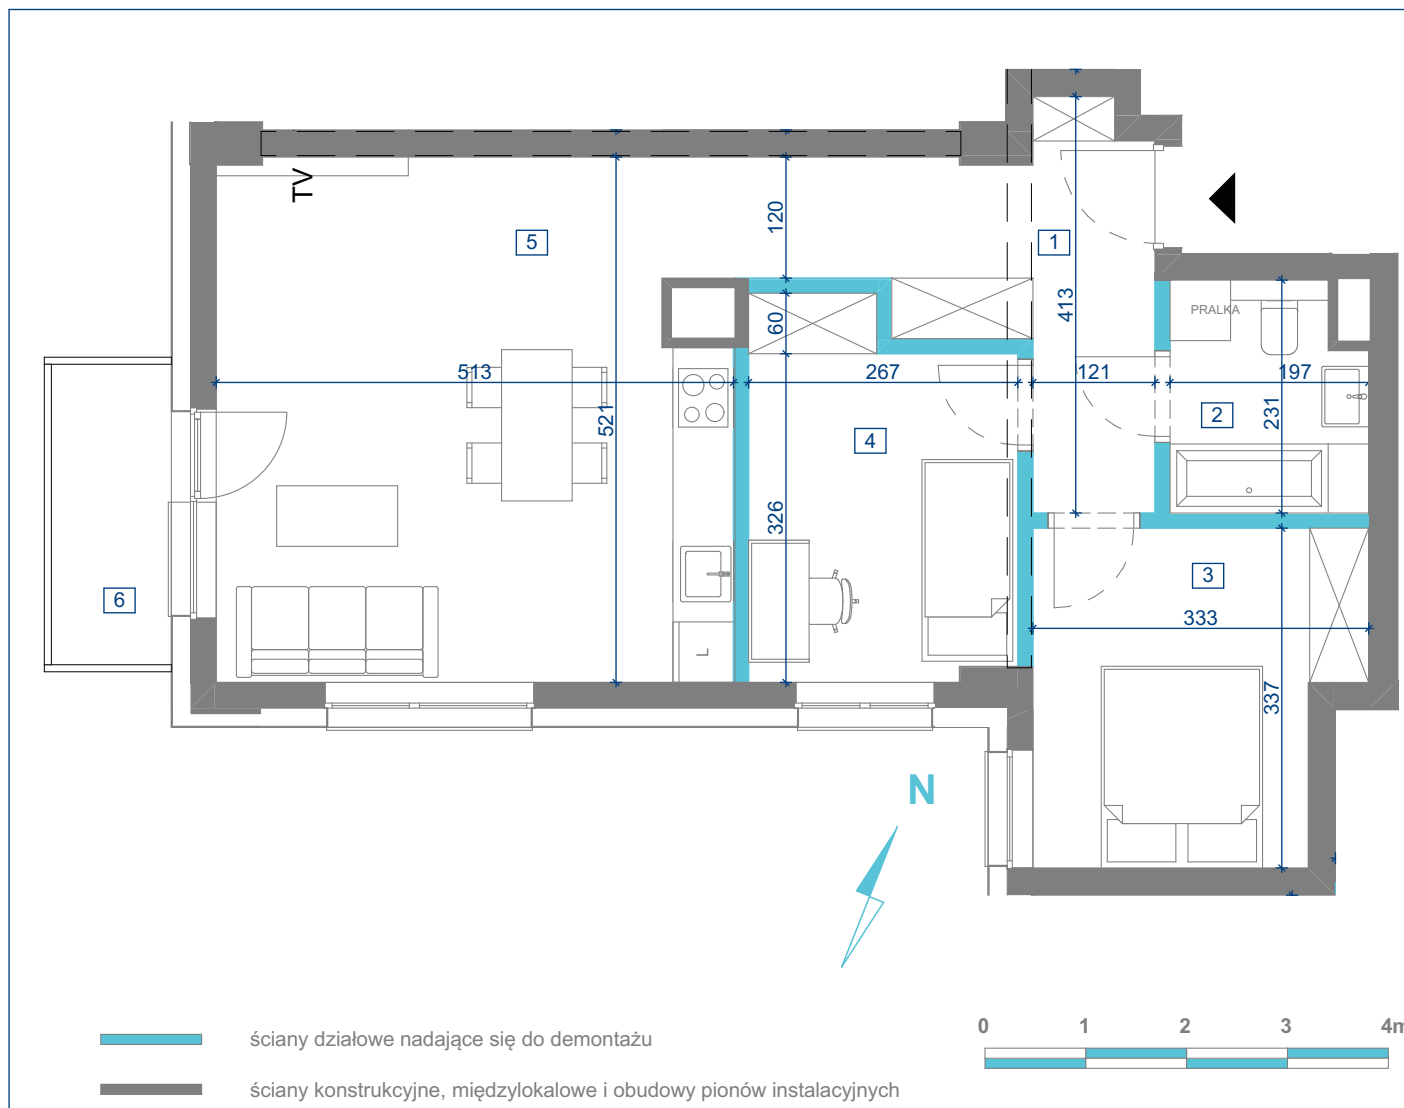 TV
5
120
1
413
60
PRALKA
513
267
121
197
521
4
2
231
326
3
6
333
L
337
N
0 1 2 3 4m
ściany działowe nadające się do demontażu
ściany konstrukcyjne, międzylokalowe i obudowy pionów instalacyjnych